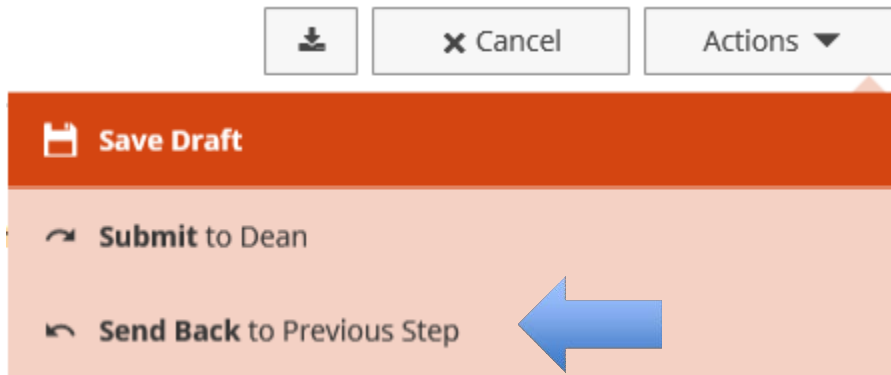 Cancel Actions
Save Draft
Submit to Dean
Send Back to Previous Step